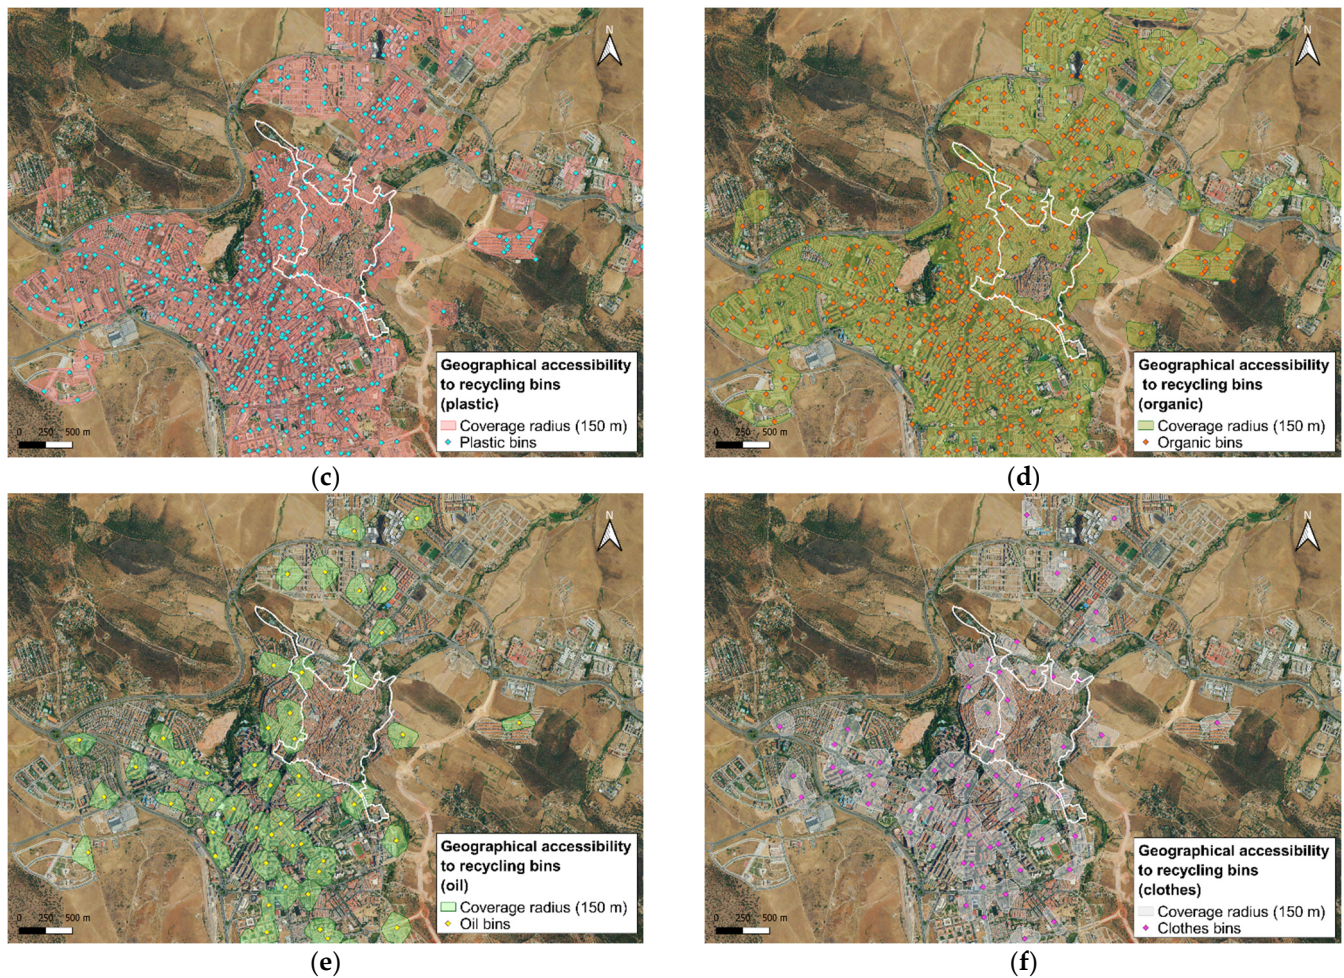 N
Geographical accessibility
to recycling bins
(plastic)
Coverage radius (150 m)
Plastic bins
0 250 500 m
(c)
N
Geographical accessibility
to recycling bins
(organic)
Coverage radius (150 m)
Organic bins
0 250 500 m
(d)
N
Geographical accessibility
to recycling bins
(oil)
Coverage radius (150 m)
Oil bins
0 250 500 m
(e)
N
Geographical accessibility
to recycling bins
(clothes)
Coverage radius (150 m)
Clothes bins
0 250 500 m
(f)